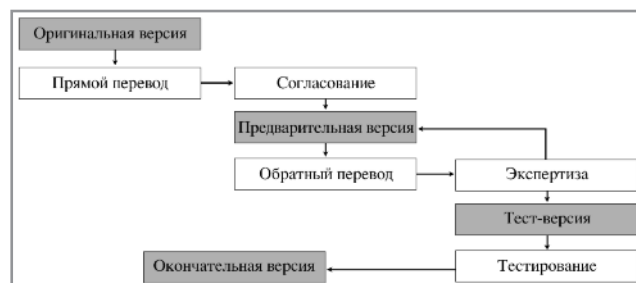 Оригинальная версия
Прямой перевод
Согласование
Предварительная версия
Обратный перевод
Экспертиза
Тест-версия
Окончательная версия
Тестирование